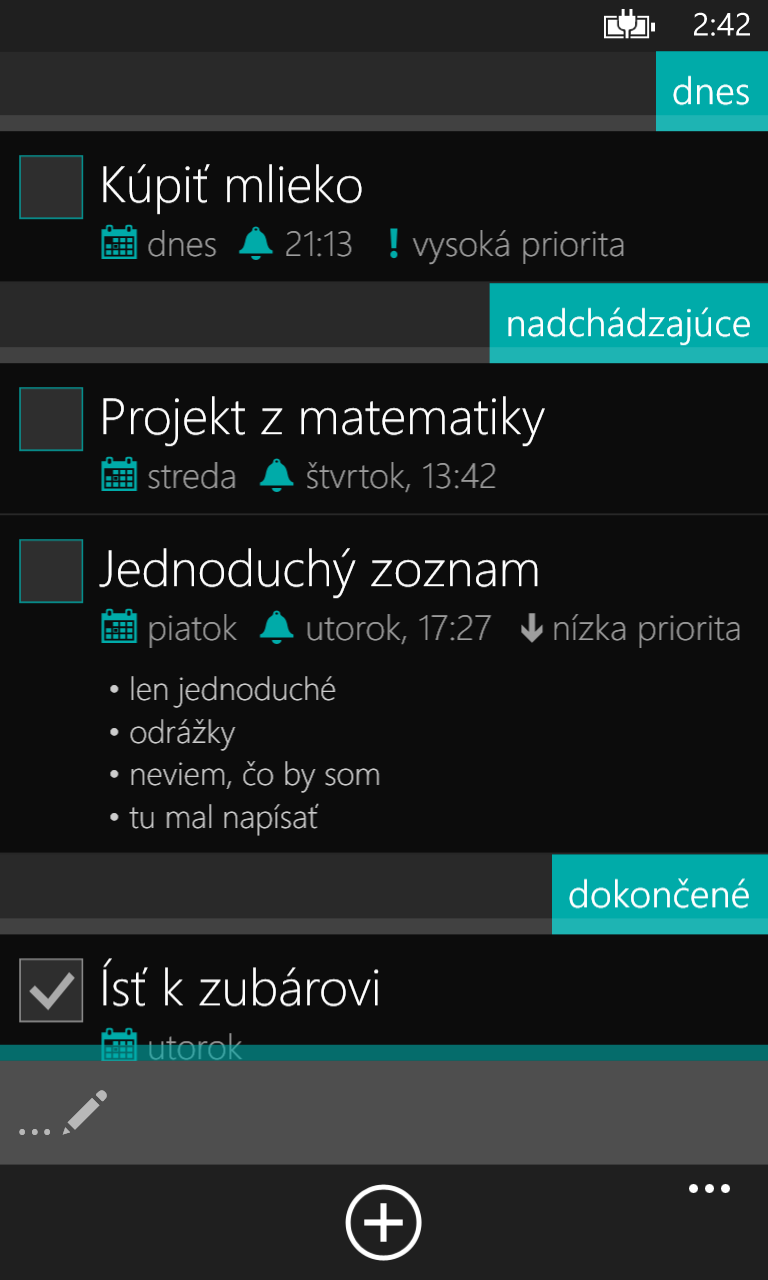 2:42
dnes
Kúpiť mlieko
dnes 21:13 vysoká priorita
nadchádzajúce
Projekt z matematiky
streda štvrtok, 13:42
Jednoduchý zoznam
piatok utorok, 17:27 nízka priorita
• len jednoduché
• odrážky
• neviem, čo by som
• tu mal napísať
dokončené
Ísť k zubárovi
utorok
...